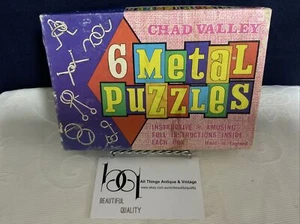 CHAD VALLEY
6 METAL
PUZZLES
INSTRUCTIVE & AMUSING
FULL INSTRUCTIONS INSIDE
EACH BOX
Made in England
bq
All Things Antique & Vintage
BEAUTIFUL
QUALITY